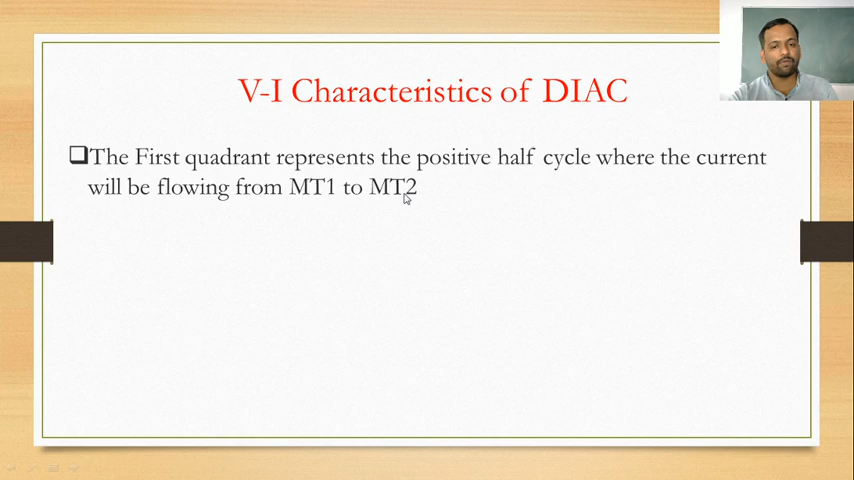 V-I Characteristics of DIAC
❑The First quadrant represents the positive half cycle where the current
will be flowing from MT1 to MT2